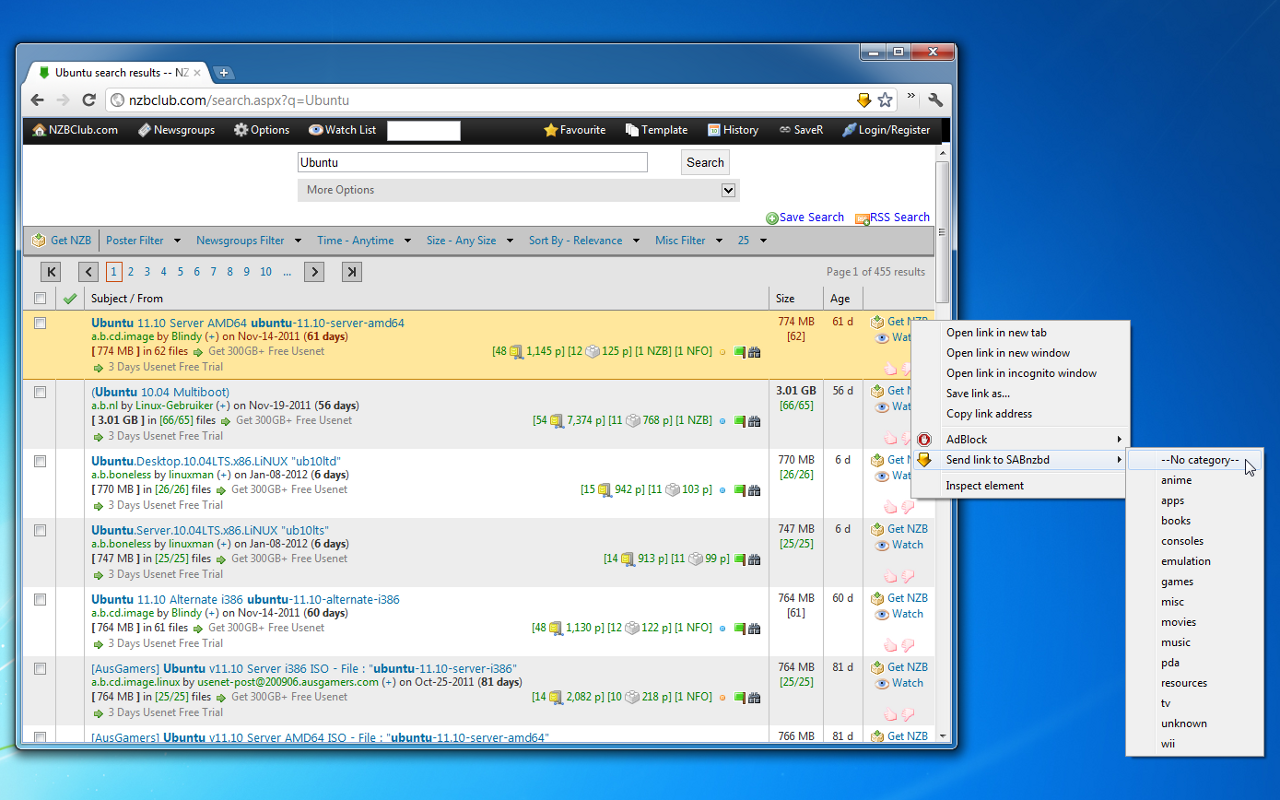 Ubuntu search results -- NZ
nzbclub.com/search.aspx?q=Ubuntu
NZBClub.com Newsgroups Options Watch List Favourite Template History SaveR Login/Register
Ubuntu Search
More Options
Save Search RSS Search
Get NZB Poster Filter Newsgroups Filter Time - Anytime Size - Any Size Sort By - Relevance Misc Filter 25
1 2 3 4 5 6 7 8 9 10 ... Page 1 of 455 results
Subject / From Size Age
Ubuntu 11.10 Server AMD64 ubuntu-11.10-server-amd64 774 MB 61 d Get NZB
a.b.cd.image by Blindy (+) on Nov-14-2011 (61 days) [62] Wat
[ 774 MB ] in 62 files Get 300GB+ Free Usenet [48 1,145 p] [12 125 p] [1 NZB] [1 NFO]
3 Days Usenet Free Trial
(Ubuntu 10.04 Multiboot) 3.01 GB 56 d Get N
a.b.nl by Linux-Gebruiker (+) on Nov-19-2011 (56 days) [66/65] Wat
[ 3.01 GB ] in [66/65] files Get 300GB+ Free Usenet [54 7,374 p] [11 768 p] [1 NZB]
3 Days Usenet Free Trial
Ubuntu.Desktop.10.04LTS.x86.LiNUX "ub10ltd" 770 MB 6 d Get N
a.b.boneless by linuxman (+) on Jan-08-2012 (6 days) [26/26] Wat
[ 770 MB ] in [26/26] files Get 300GB+ Free Usenet [15 942 p] [11 103 p]
3 Days Usenet Free Trial
Ubuntu.Server.10.04LTS.x86.LiNUX "ub10lts" 747 MB 6 d Get NZB
a.b.boneless by linuxman (+) on Jan-08-2012 (6 days) [25/25] Watch
[ 747 MB ] in [25/25] files Get 300GB+ Free Usenet [14 913 p] [11 99 p]
3 Days Usenet Free Trial
Ubuntu 11.10 Alternate i386 ubuntu-11.10-alternate-i386 764 MB 60 d Get NZB
a.b.cd.image by Blindy (+) on Nov-14-2011 (60 days) [61] Watch
[ 764 MB ] in 61 files Get 300GB+ Free Usenet [48 1,130 p] [12 122 p] [1 NFO]
3 Days Usenet Free Trial
[AusGamers] Ubuntu v11.10 Server i386 ISO - File : "ubuntu-11.10-server-i386" 764 MB 81 d Get NZB
a.b.cd.image.linux by usenet-post@200906.ausgamers.com (+) on Oct-25-2011 (81 days) [25/25] Watch
[ 764 MB ] in [25/25] files Get 300GB+ Free Usenet [14 2,082 p] [10 218 p] [1 NFO]
3 Days Usenet Free Trial
[AusGamers] Ubuntu v11.10 Server AMD64 ISO - File : "ubuntu-11.10-server-amd64" 766 MB 81 d Get NZB
Open link in new tab
Open link in new window
Open link in incognito window
Save link as...
Copy link address
AdBlock
Send link to SABnzbd
Inspect element
--No category--
anime
apps
books
consoles
emulation
games
misc
movies
music
pda
resources
tv
unknown
wii